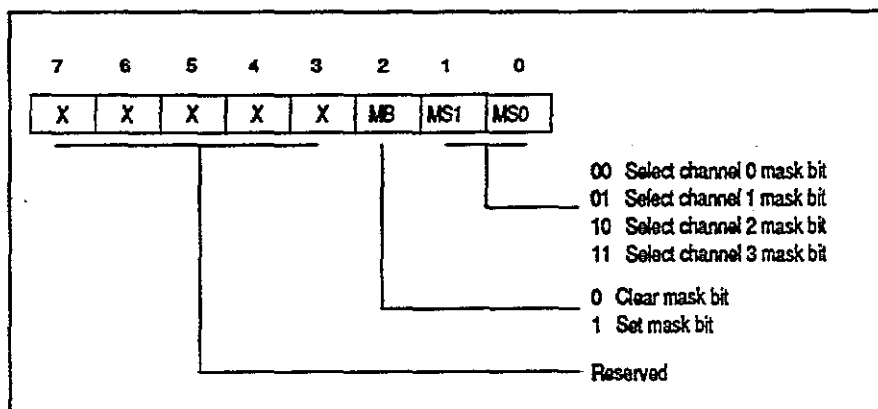 7 6 5 4 3 2 1 0
X X X X X MB MS1 MS0
00 Select channel 0 mask bit
01 Select channel 1 mask bit
10 Select channel 2 mask bit
11 Select channel 3 mask bit
0 Clear mask bit
1 Set mask bit
Reserved